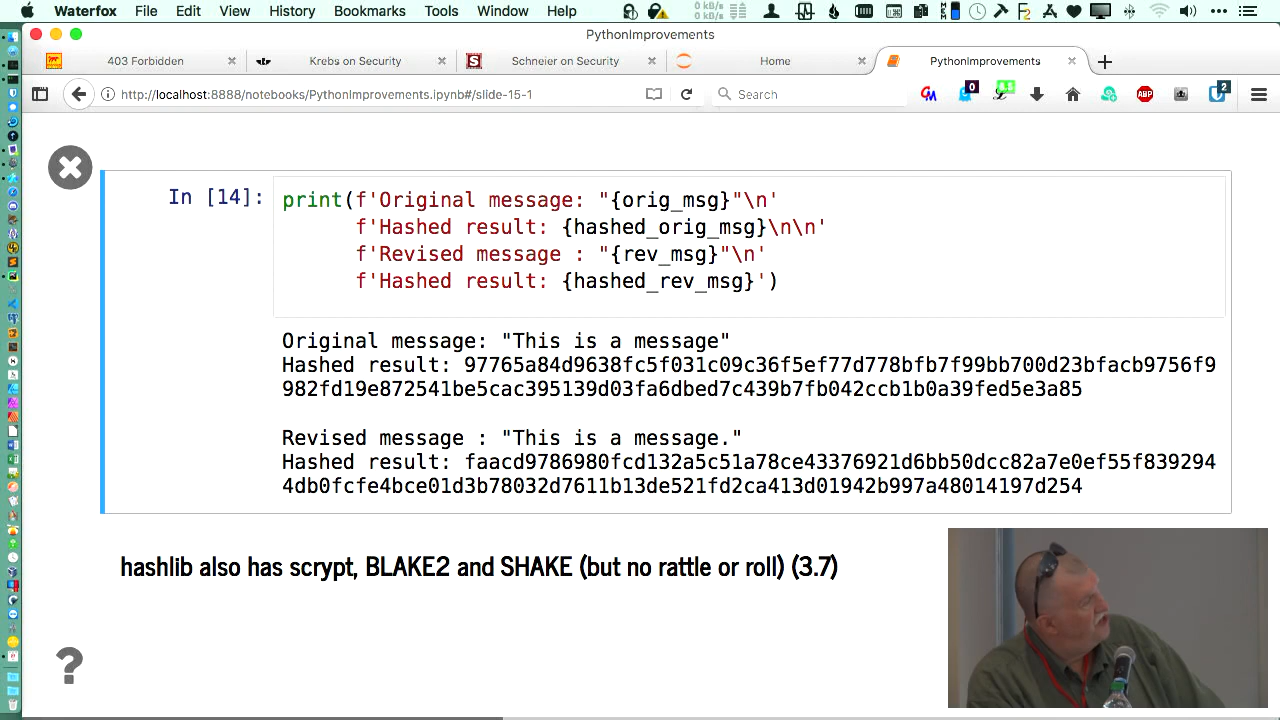 Waterfox File Edit View History Bookmarks Tools Window Help
0 kB/s
0 kB/s
PythonImprovements
403 Forbidden
Krebs on Security
Schneier on Security
Home
PythonImprovements
http://localhost:8888/notebooks/PythonImprovements.ipynb#/slide-15-1
Search
In [14]:
print(f'Original message: "{orig_msg}"\n'
f'Hashed result: {hashed_orig_msg}\n\n'
f'Revised message : "{rev_msg}"\n'
f'Hashed result: {hashed_rev_msg}')
Original message: "This is a message"
Hashed result: 97765a84d9638fc5f031c09c36f5ef77d778bfb7f99bb700d23bfacb9756f9
982fd19e872541be5cac395139d03fa6dbed7c439b7fb042ccb1b0a39fed5e3a85
Revised message : "This is a message."
Hashed result: faacd9786980fcd132a5c51a78ce43376921d6bb50dcc82a7e0ef55f839294
4db0fcfe4bce01d3b78032d7611b13de521fd2ca413d01942b997a48014197d254
hashlib also has scrypt, BLAKE2 and SHAKE (but no rattle or roll) (3.7)